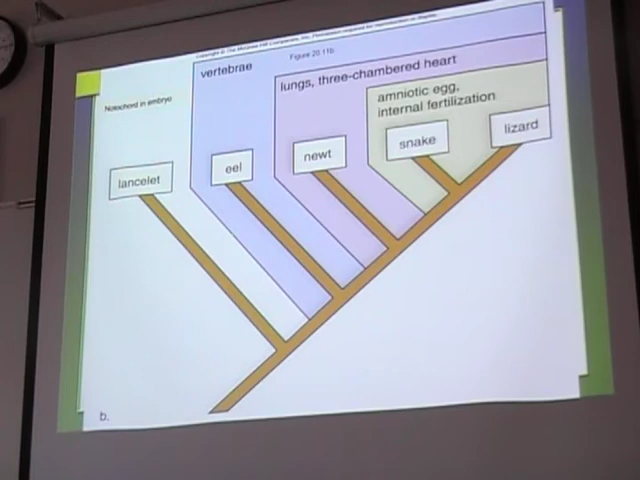 Copyright © The McGraw-Hill Companies, Inc. Permission required for reproduction or display.
Figure 20.11b
vertebrae
lungs, three-chambered heart
Notochord in embryo
amniotic egg,
internal fertilization
lancelet
eel
newt
snake
lizard
b.